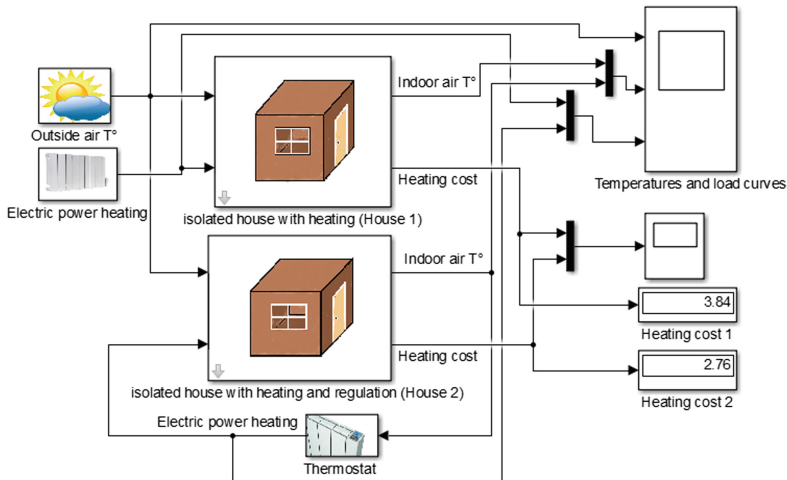 Indoor air T°
Outside air T°
Heating cost
Temperatures and load curves
Electric power heating
isolated house with heating (House 1)
Indoor air T°
3.84
Heating cost 1
Heating cost
2.76
isolated house with heating and regulation (House 2)
Heating cost 2
Electric power heating
Thermostat